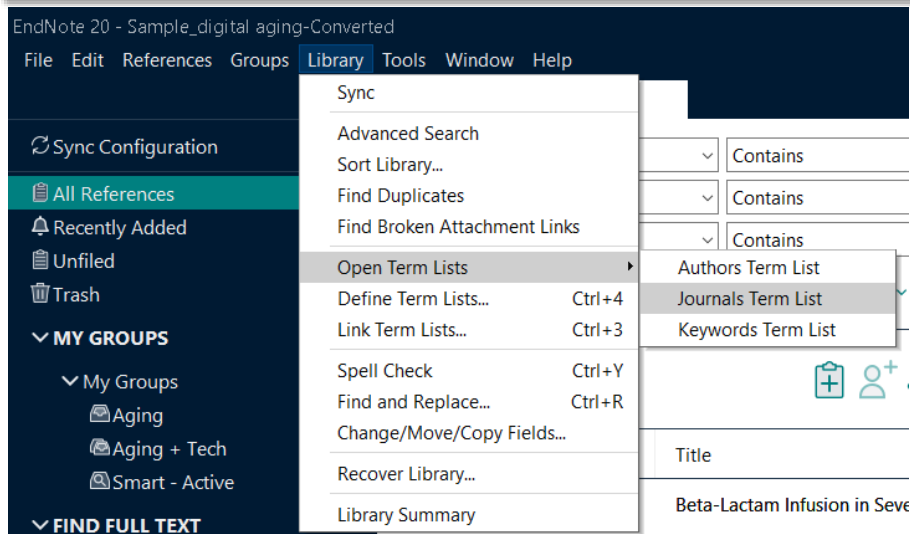 EndNote 20 - Sample_digital aging-Converted
File Edit References Groups Library Tools Window Help
Sync Configuration
All References
Recently Added
Unfiled
Trash
MY GROUPS
My Groups
Aging
Aging + Tech
Smart - Active
FIND FULL TEXT
Sync
Advanced Search
Sort Library...
Find Duplicates
Find Broken Attachment Links
Open Term Lists
Define Term Lists... Ctrl+4
Link Term Lists... Ctrl+3
Spell Check Ctrl+Y
Find and Replace... Ctrl+R
Change/Move/Copy Fields...
Recover Library...
Library Summary
Authors Term List
Journals Term List
Keywords Term List
Contains
Contains
Contains
Title
Beta-Lactam Infusion in Seve